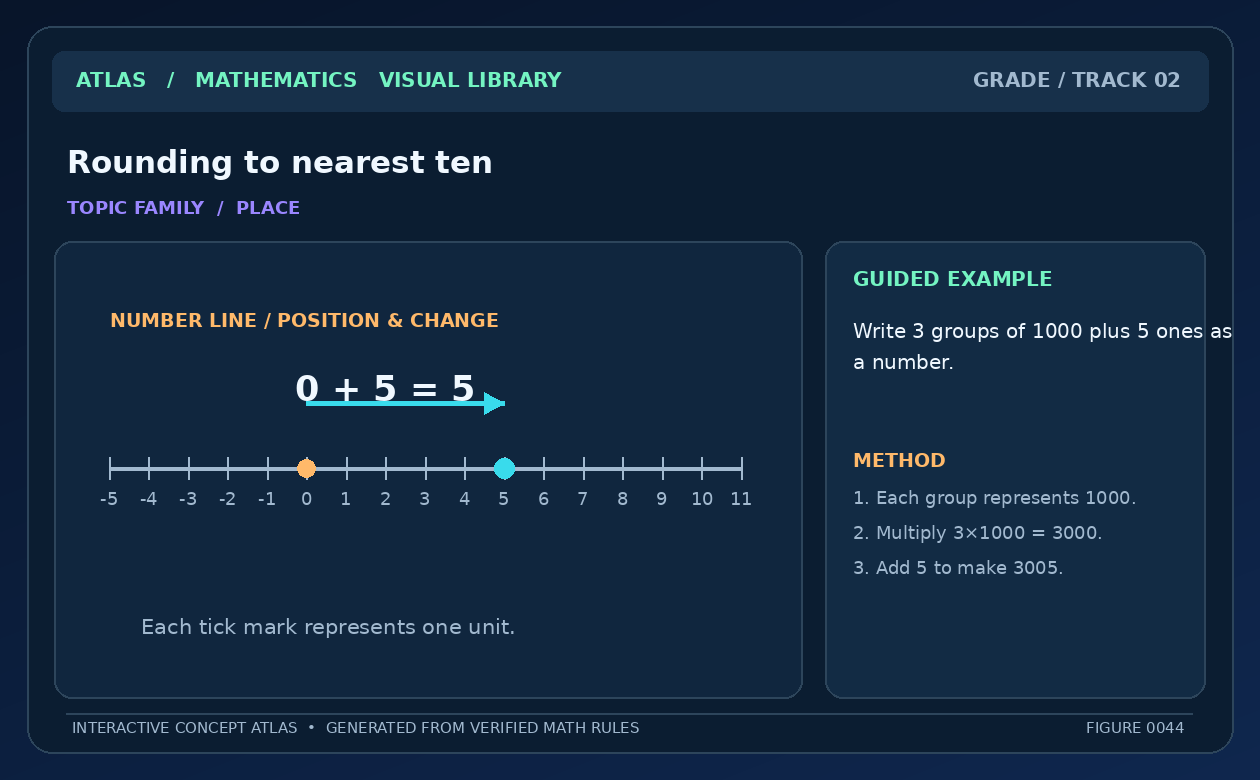 ATLAS / MATHEMATICS VISUAL LIBRARY
GRADE / TRACK 02
Rounding to nearest ten
TOPIC FAMILY / PLACE
NUMBER LINE / POSITION & CHANGE
0 + 5 = 5
-5 -4 -3 -2 -1 0 1 2 3 4 5 6 7 8 9 10 11
Each tick mark represents one unit.
GUIDED EXAMPLE
Write 3 groups of 1000 plus 5 ones as
a number.
METHOD
1. Each group represents 1000.
2. Multiply 3×1000 = 3000.
3. Add 5 to make 3005.
INTERACTIVE CONCEPT ATLAS • GENERATED FROM VERIFIED MATH RULES
FIGURE 0044